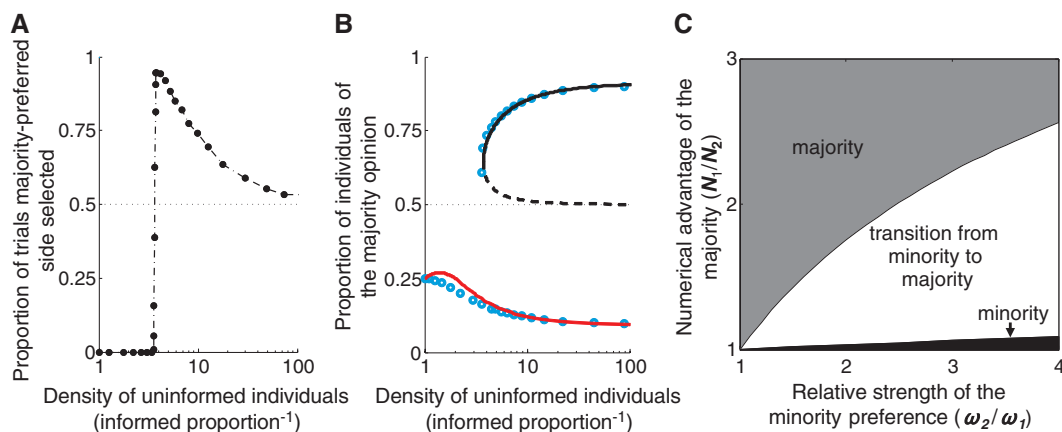 A
Proportion of trials majority-preferred
side selected
1
0.75
0.5
0.25
0
1
10
100
Density of uninformed individuals
(informed proportion⁻¹)
B
Proportion of individuals of
the majority opinion
1
0.75
0.5
0.25
0
1
10
100
Density of uninformed individuals
(informed proportion⁻¹)
C
Numerical advantage of the
majority (N₁/N₂)
3
2
1
majority
transition from
minority to
majority
minority
1
2
3
4
Relative strength of the
minority preference (ω₂/ω₁)